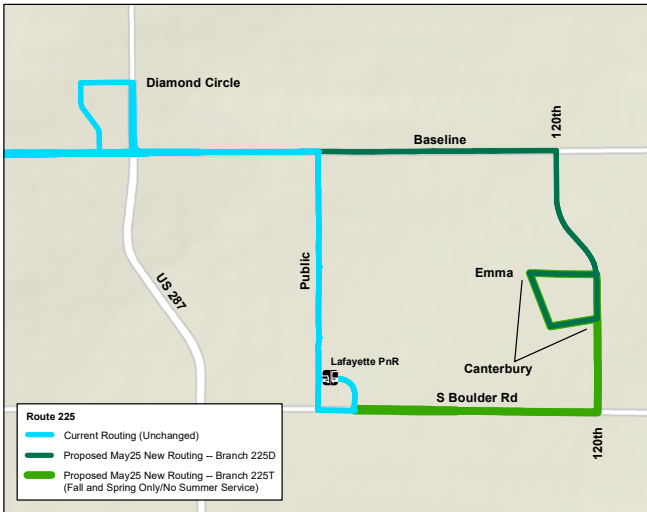 Diamond Circle
Baseline
120th
US 287
Public
Emma
Canterbury
Lafayette PnR
S Boulder Rd
120th
Route 225
Current Routing (Unchanged)
Proposed May25 New Routing -- Branch 225D
Proposed May25 New Routing -- Branch 225T
(Fall and Spring Only/No Summer Service)